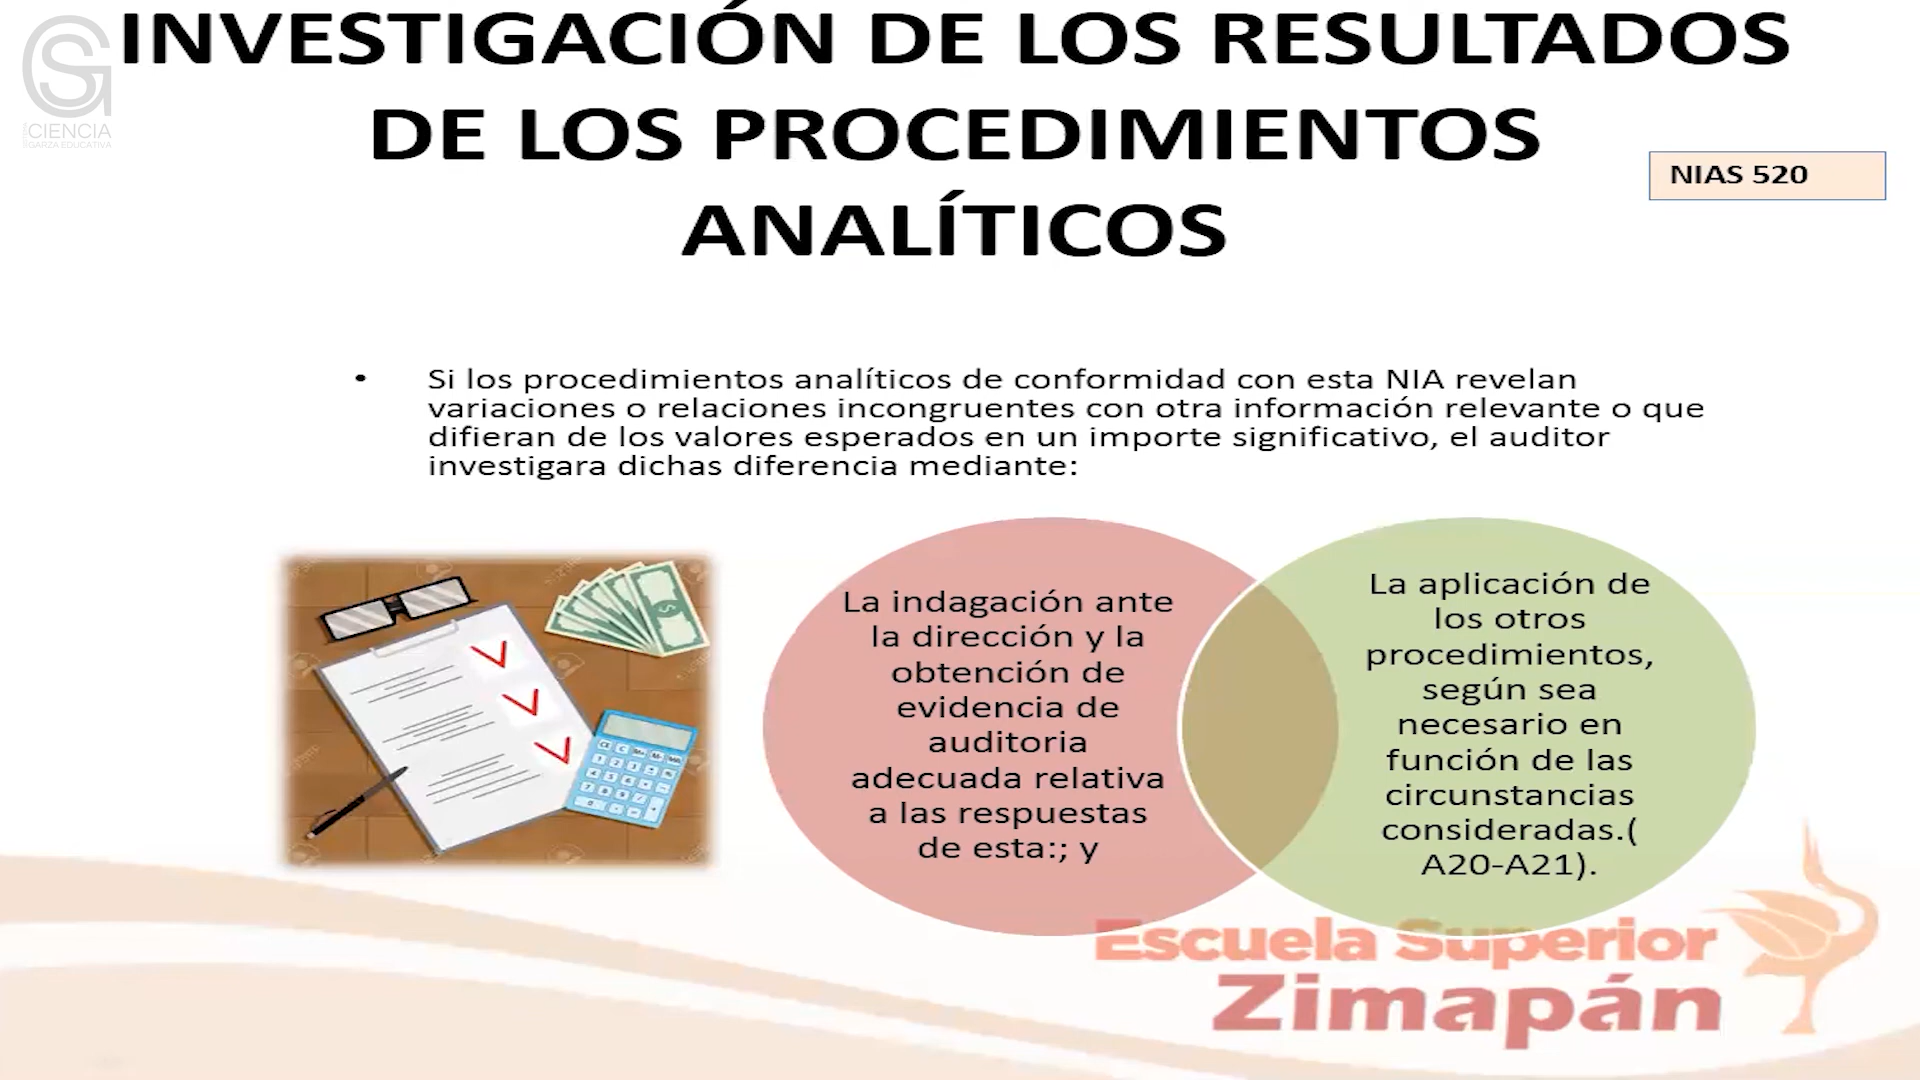 INVESTIGACIÓN DE LOS RESULTADOS
DE LOS PROCEDIMIENTOS
ANALÍTICOS
NIAS 520
CIENCIA
GARZA EDUCATIVA
• Si los procedimientos analíticos de conformidad con esta NIA revelan
variaciones o relaciones incongruentes con otra información relevante o que
difieran de los valores esperados en un importe significativo, el auditor
investigara dichas diferencia mediante:
La indagación ante
la dirección y la
obtención de
evidencia de
auditoria
adecuada relativa
a las respuestas
de esta:; y
La aplicación de
los otros
procedimientos,
según sea
necesario en
función de las
circunstancias
consideradas.(
A20-A21).
Escuela Superior
Zimapán